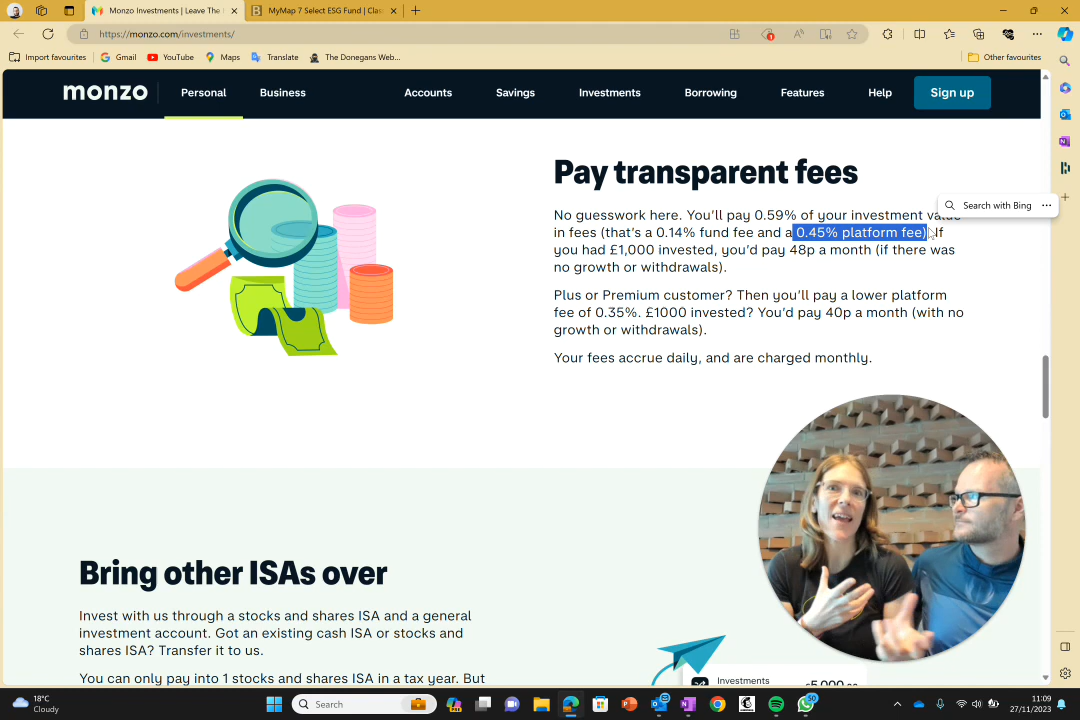 Monzo Investments | Leave The
MyMap 7 Select ESG Fund | Clas
https://monzo.com/investments/
Import favourites
Gmail
YouTube
Maps
Translate
The Donegans Web...
Other favourites
monzo
Personal
Business
Accounts
Savings
Investments
Borrowing
Features
Help
Sign up
Pay transparent fees
Search with Bing
No guesswork here. You'll pay 0.59% of your investment value
in fees (that's a 0.14% fund fee and a 0.45% platform fee). If
you had £1,000 invested, you'd pay 48p a month (if there was
no growth or withdrawals).
Plus or Premium customer? Then you'll pay a lower platform
fee of 0.35%. £1000 invested? You'd pay 40p a month (with no
growth or withdrawals).
Your fees accrue daily, and are charged monthly.
Bring other ISAs over
Invest with us through a stocks and shares ISA and a general
investment account. Got an existing cash ISA or stocks and
shares ISA? Transfer it to us.
You can only pay into 1 stocks and shares ISA in a tax year. But
Investments
18°C
Cloudy
Search
50
11:09
27/11/2023